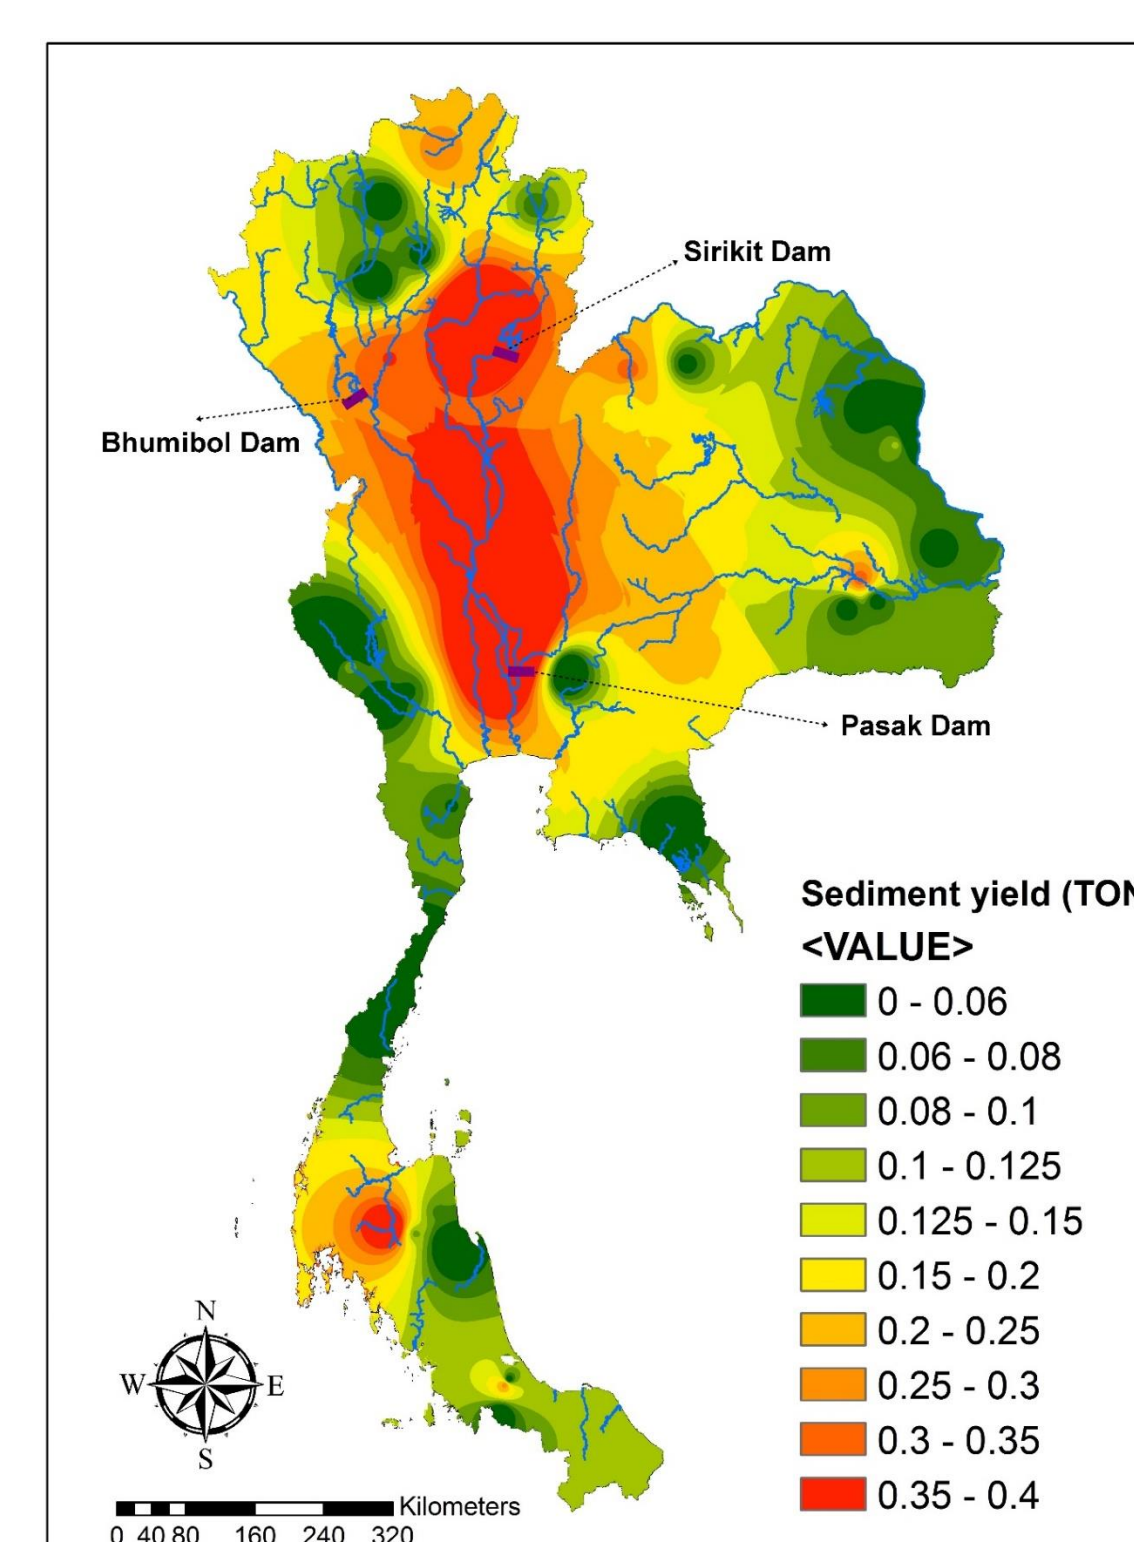 Sirikit Dam
Bhumibol Dam
Pasak Dam
Sediment yield (TON
<VALUE>
0 - 0.06
0.06 - 0.08
0.08 - 0.1
0.1 - 0.125
0.125 - 0.15
0.15 - 0.2
0.2 - 0.25
0.25 - 0.3
0.3 - 0.35
0.35 - 0.4
N
W E
S
Kilometers
0 40 80 160 240 320